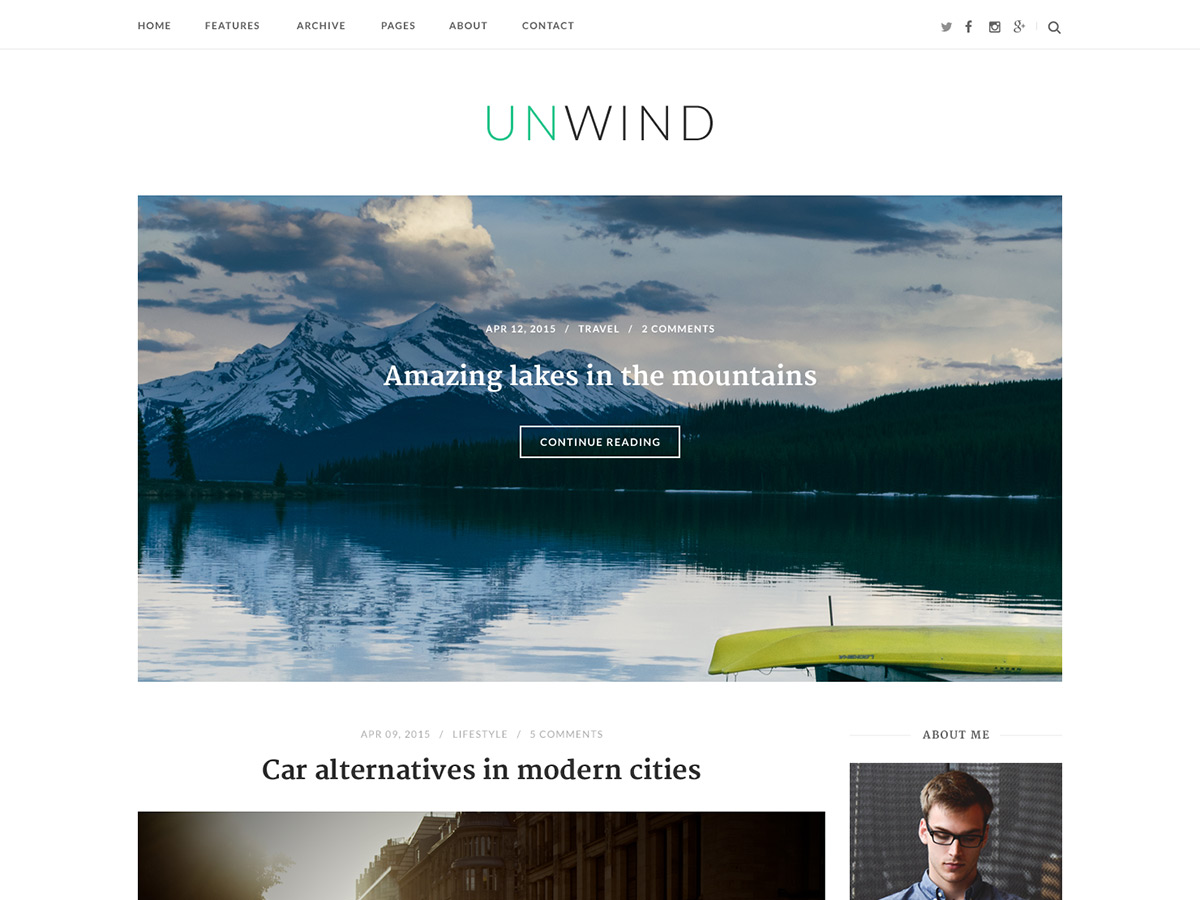 HOME FEATURES ARCHIVE PAGES ABOUT CONTACT
UNWIND
APR 12, 2015 / TRAVEL / 2 COMMENTS
Amazing lakes in the mountains
CONTINUE READING
APR 09, 2015 / LIFESTYLE / 5 COMMENTS
Car alternatives in modern cities
ABOUT ME